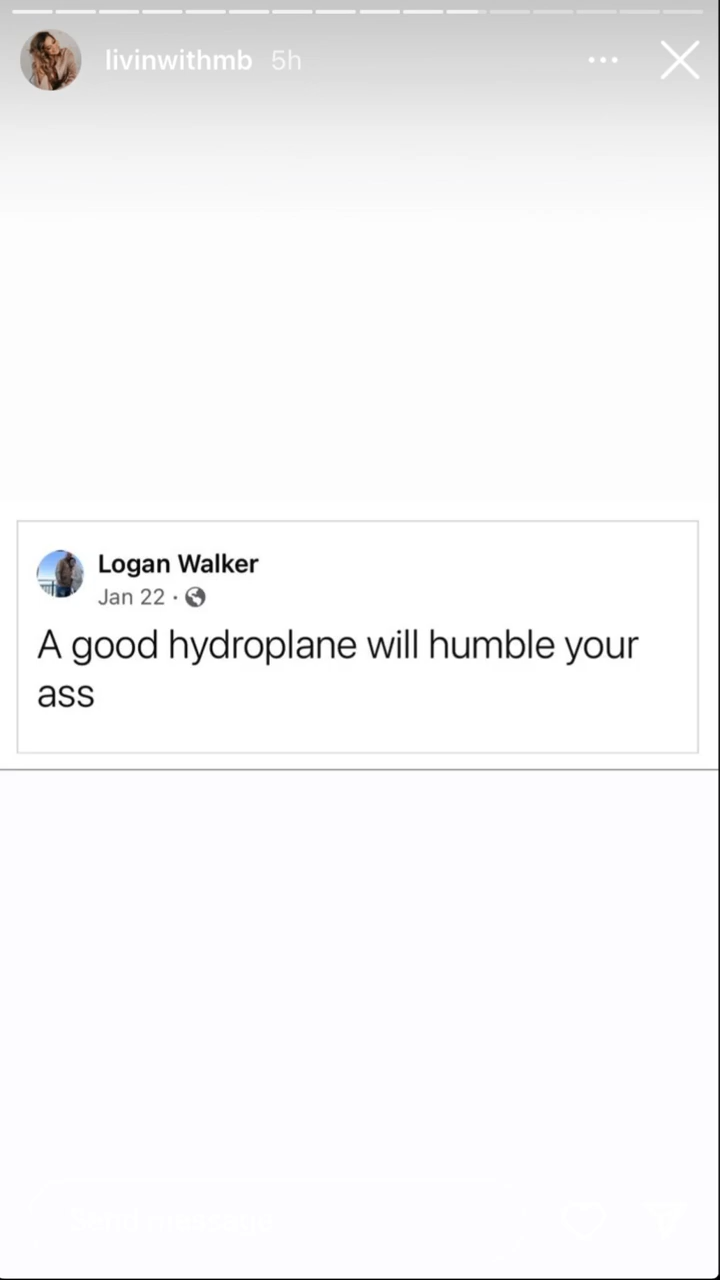 livinwithmb 5h
Logan Walker
Jan 22 ·
A good hydroplane will humble your
ass